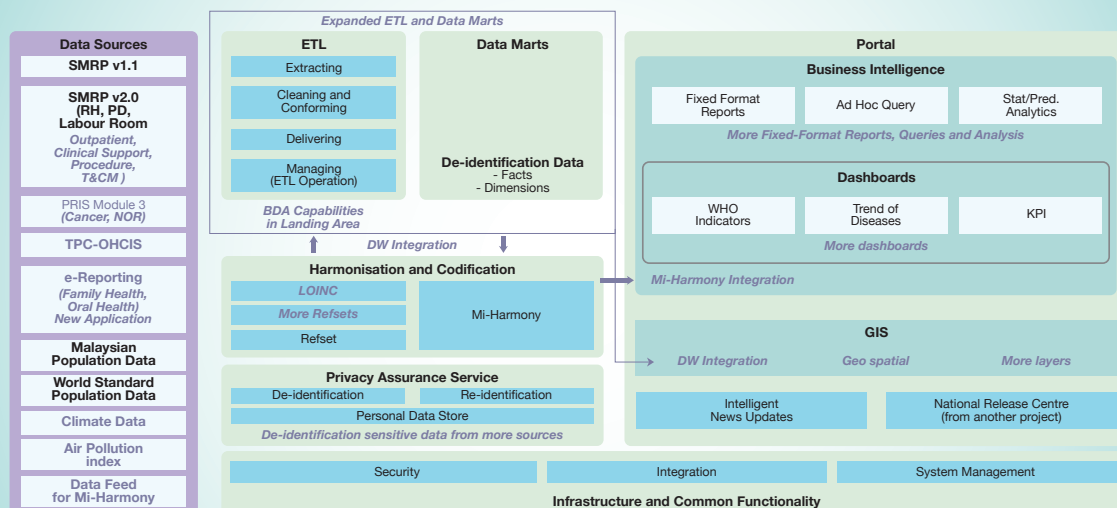 Expanded ETL and Data Marts
Data Sources
SMRP v1.1
SMRP v2.0
(RH, PD,
Labour Room
Outpatient,
Clinical Support,
Procedure,
T&CM )
PRIS Module 3
(Cancer, NOR)
TPC-OHCIS
e-Reporting
(Family Health,
Oral Health)
New Application
Malaysian
Population Data
World Standard
Population Data
Climate Data
Air Pollution
index
Data Feed
for Mi-Harmony
ETL
Extracting
Cleaning and
Conforming
Delivering
Managing
(ETL Operation)
Data Marts
De-identification Data
- Facts
- Dimensions
BDA Capabilities
in Landing Area
DW Integration
Harmonisation and Codification
LOINC
More Refsets
Refset
Mi-Harmony
Privacy Assurance Service
De-identification
Re-identification
Personal Data Store
De-identification sensitive data from more sources
Portal
Business Intelligence
Fixed Format
Reports
Ad Hoc Query
Stat/Pred.
Analytics
More Fixed-Format Reports, Queries and Analysis
Dashboards
WHO
Indicators
Trend of
Diseases
KPI
More dashboards
Mi-Harmony Integration
GIS
DW Integration
Geo spatial
More layers
Intelligent
News Updates
National Release Centre
(from another project)
Security
Integration
System Management
Infrastructure and Common Functionality